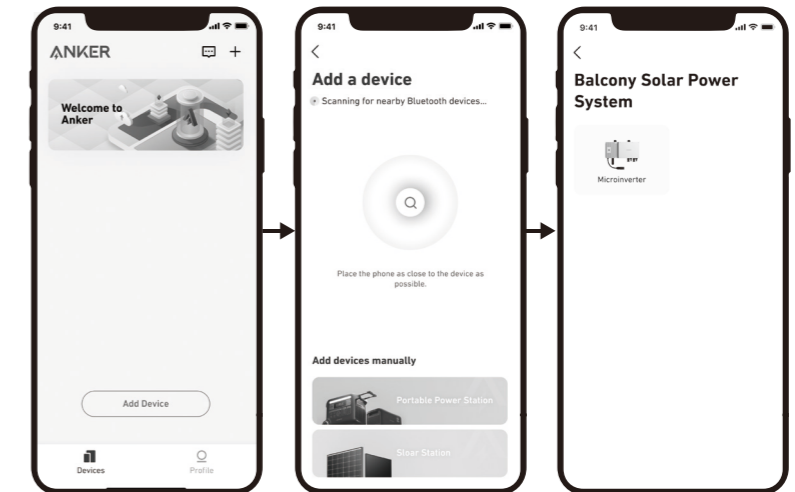 9:41
ANKER
Welcome to
Anker
Add Device
Devices
Profile
9:41
Add a device
Scanning for nearby Bluetooth devices...
Place the phone as close to the device as
possible.
Add devices manually
Portable Power Station
Sloar Station
9:41
Balcony Solar Power
System
Microinverter